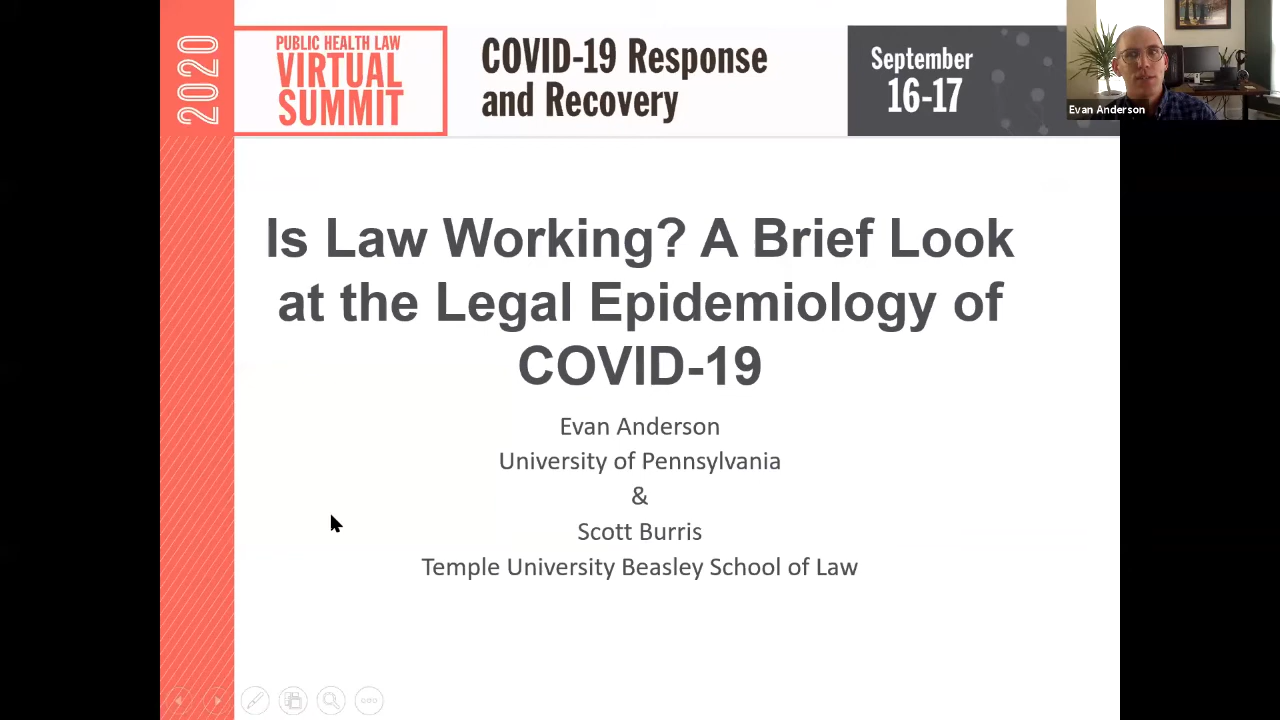 2020
PUBLIC HEALTH LAW
VIRTUAL
SUMMIT
COVID-19 Response
and Recovery
September
16-17
Evan Anderson
Is Law Working? A Brief Look
at the Legal Epidemiology of
COVID-19
Evan Anderson
University of Pennsylvania
&
Scott Burris
Temple University Beasley School of Law